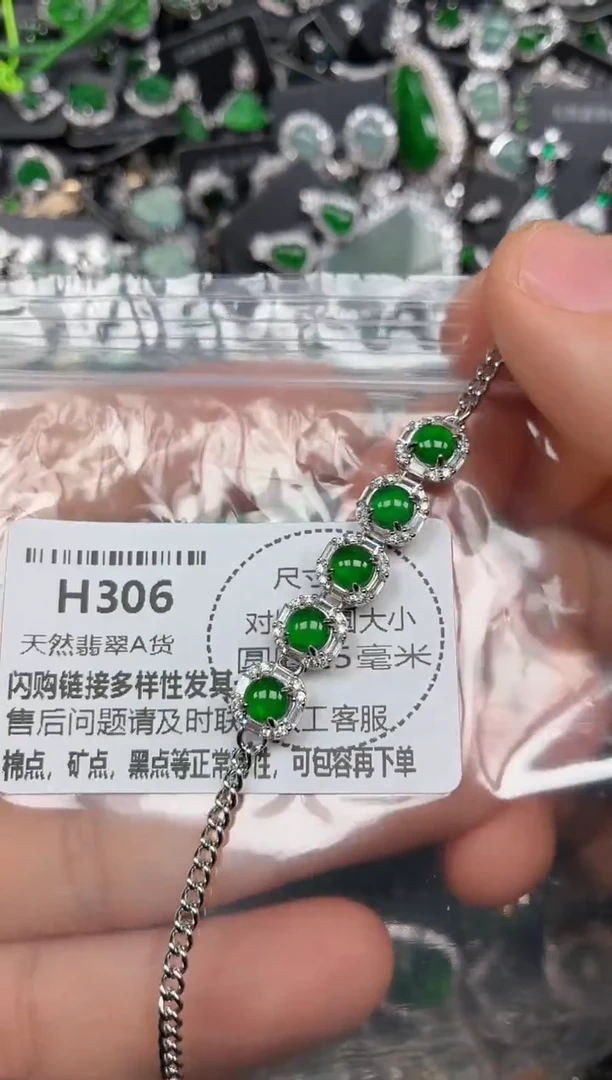 H306
尺寸
天然翡翠A货
对 大小
圆 5毫米
闪购链接多样性发其
售后问题请及时联 工客服
棉点，矿点，黑点等正常 性，可包容再下单